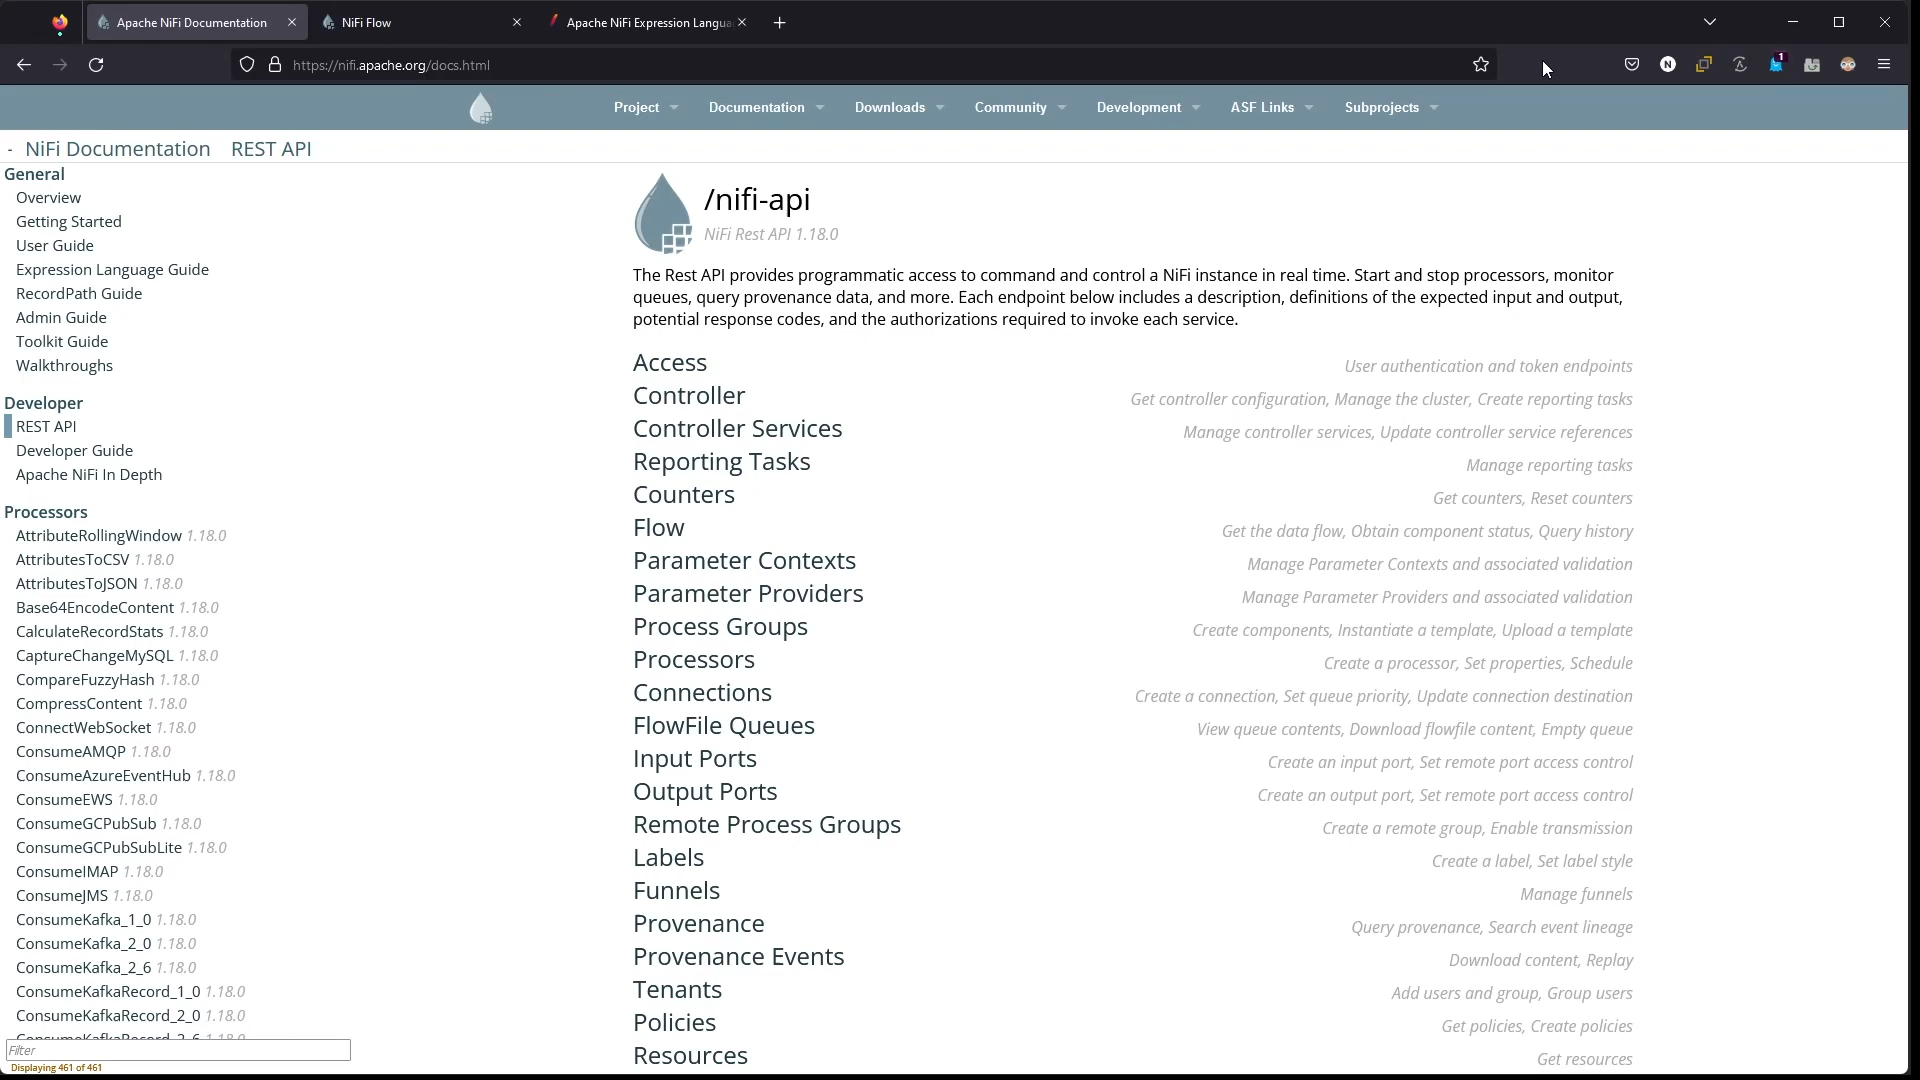 Apache NiFi Documentation
NiFi Flow
Apache NiFi Expression Langua
https://nifi.apache.org/docs.html
N
1
Project
Documentation
Downloads
Community
Development
ASF Links
Subprojects
- NiFi Documentation REST API
General
Overview
Getting Started
User Guide
Expression Language Guide
RecordPath Guide
Admin Guide
Toolkit Guide
Walkthroughs
Developer
REST API
Developer Guide
Apache NiFi In Depth
Processors
AttributeRollingWindow 1.18.0
AttributesToCSV 1.18.0
AttributesToJSON 1.18.0
Base64EncodeContent 1.18.0
CalculateRecordStats 1.18.0
CaptureChangeMySQL 1.18.0
CompareFuzzyHash 1.18.0
CompressContent 1.18.0
ConnectWebSocket 1.18.0
ConsumeAMQP 1.18.0
ConsumeAzureEventHub 1.18.0
ConsumeEWS 1.18.0
ConsumeGCPubSub 1.18.0
ConsumeGCPubSubLite 1.18.0
ConsumeIMAP 1.18.0
ConsumeJMS 1.18.0
ConsumeKafka_1_0 1.18.0
ConsumeKafka_2_0 1.18.0
ConsumeKafka_2_6 1.18.0
ConsumeKafkaRecord_1_0 1.18.0
ConsumeKafkaRecord_2_0 1.18.0
ConsumeKafkaRecord_2_6 1.18.0
Filter
Displaying 461 of 461
/nifi-api
NiFi Rest API 1.18.0
The Rest API provides programmatic access to command and control a NiFi instance in real time. Start and stop processors, monitor
queues, query provenance data, and more. Each endpoint below includes a description, definitions of the expected input and output,
potential response codes, and the authorizations required to invoke each service.
Access User authentication and token endpoints
Controller Get controller configuration, Manage the cluster, Create reporting tasks
Controller Services Manage controller services, Update controller service references
Reporting Tasks Manage reporting tasks
Counters Get counters, Reset counters
Flow Get the data flow, Obtain component status, Query history
Parameter Contexts Manage Parameter Contexts and associated validation
Parameter Providers Manage Parameter Providers and associated validation
Process Groups Create components, Instantiate a template, Upload a template
Processors Create a processor, Set properties, Schedule
Connections Create a connection, Set queue priority, Update connection destination
FlowFile Queues View queue contents, Download flowfile content, Empty queue
Input Ports Create an input port, Set remote port access control
Output Ports Create an output port, Set remote port access control
Remote Process Groups Create a remote group, Enable transmission
Labels Create a label, Set label style
Funnels Manage funnels
Provenance Query provenance, Search event lineage
Provenance Events Download content, Replay
Tenants Add users and group, Group users
Policies Get policies, Create policies
Resources Get resources